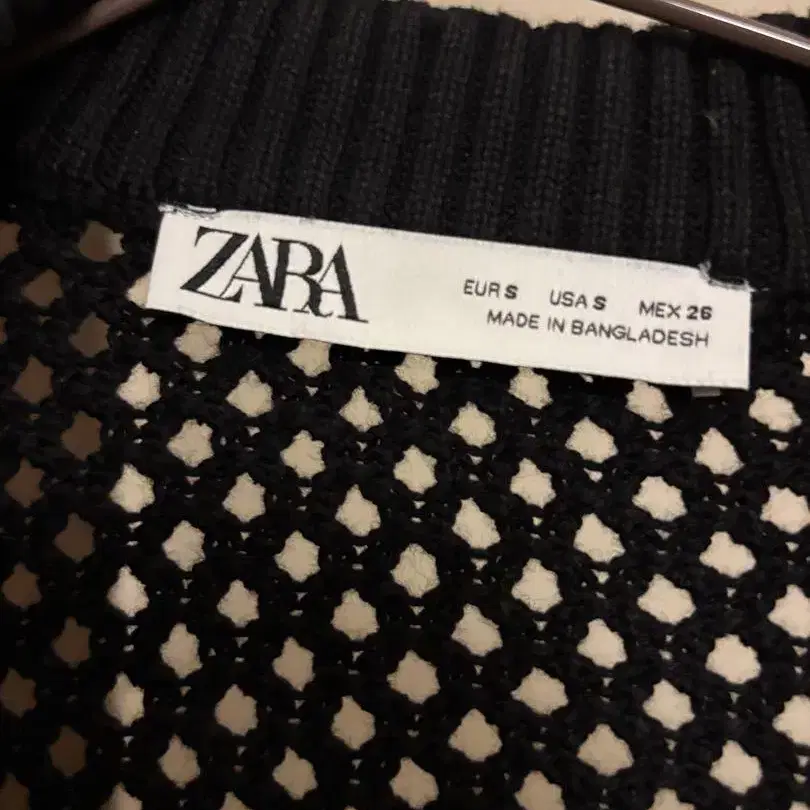 ZARA
EUR S USA S MEX 26
MADE IN BANGLADESH